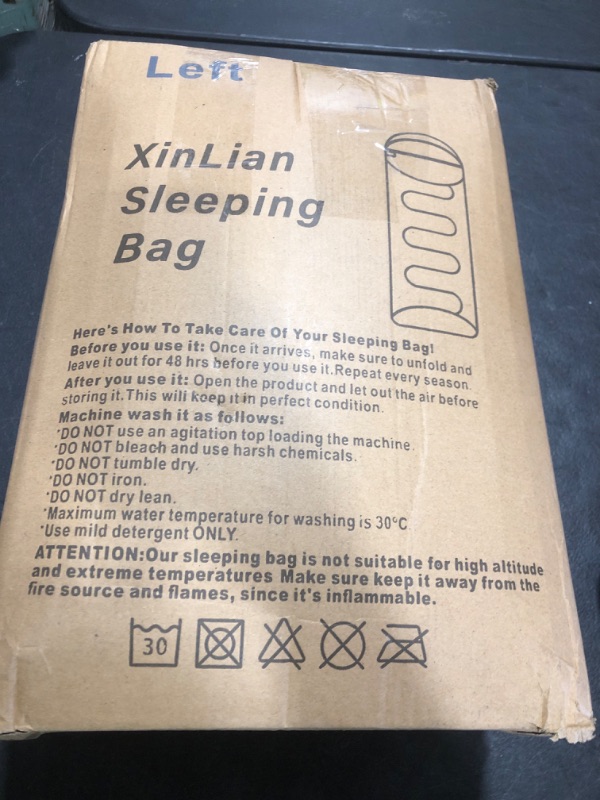 Left
XinLian
Sleeping
Bag
Here's How To Take Care Of Your Sleeping Bag!
Before you use it: Once it arrives, make sure to unfold and
leave it out for 48 hrs before you use it.Repeat every season.
After you use it: Open the product and let out the air before
storing it.This will keep it in perfect condition.
Machine wash it as follows:
*DO NOT use an agitation top loading the machine.
*DO NOT bleach and use harsh chemicals.
*DO NOT tumble dry.
*DO NOT iron.
*DO NOT dry lean.
*Maximum water temperature for washing is 30°C
*Use mild detergent ONLY.
ATTENTION:Our sleeping bag is not suitable for high altitude
and extreme temperatures Make sure keep it away from the
fire source and flames, since it's inflammable.
30